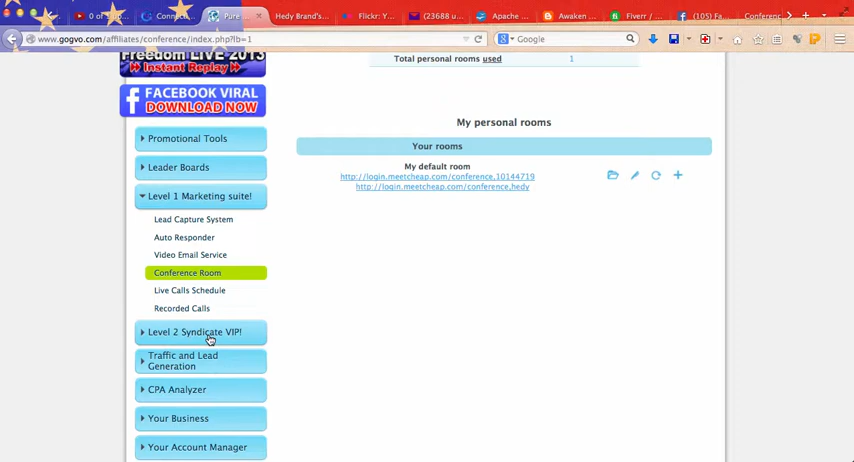 0 of
Connecti
Pure
Hedy Brand's...
Flickr: Y...
(23688 u...
Apache ...
Awaken ...
Fiverr / ...
(105) Fa...
Conferenc
www.gogvo.com/affiliates/conference/index.php?lb=1
Google
Freedom LIVE 2013
Instant Replay
FACEBOOK VIRAL
DOWNLOAD NOW
Promotional Tools
Leader Boards
Level 1 Marketing suite!
Lead Capture System
Auto Responder
Video Email Service
Conference Room
Live Calls Schedule
Recorded Calls
Level 2 Syndicate VIP!
Traffic and Lead
Generation
CPA Analyzer
Your Business
Your Account Manager
Total personal rooms used 1
My personal rooms
Your rooms
My default room
http://login.meetcheap.com/conference,10144719
http://login.meetcheap.com/conference,hedy